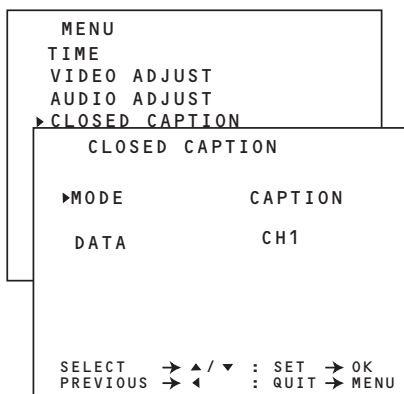 MENU
TIME
VIDEO ADJUST
AUDIO ADJUST
▶CLOSED CAPTION
CLOSED CAPTION
▶MODE CAPTION
DATA CH1
SELECT → ▲/▼ : SET → OK
PREVIOUS → ◀ : QUIT → MENU